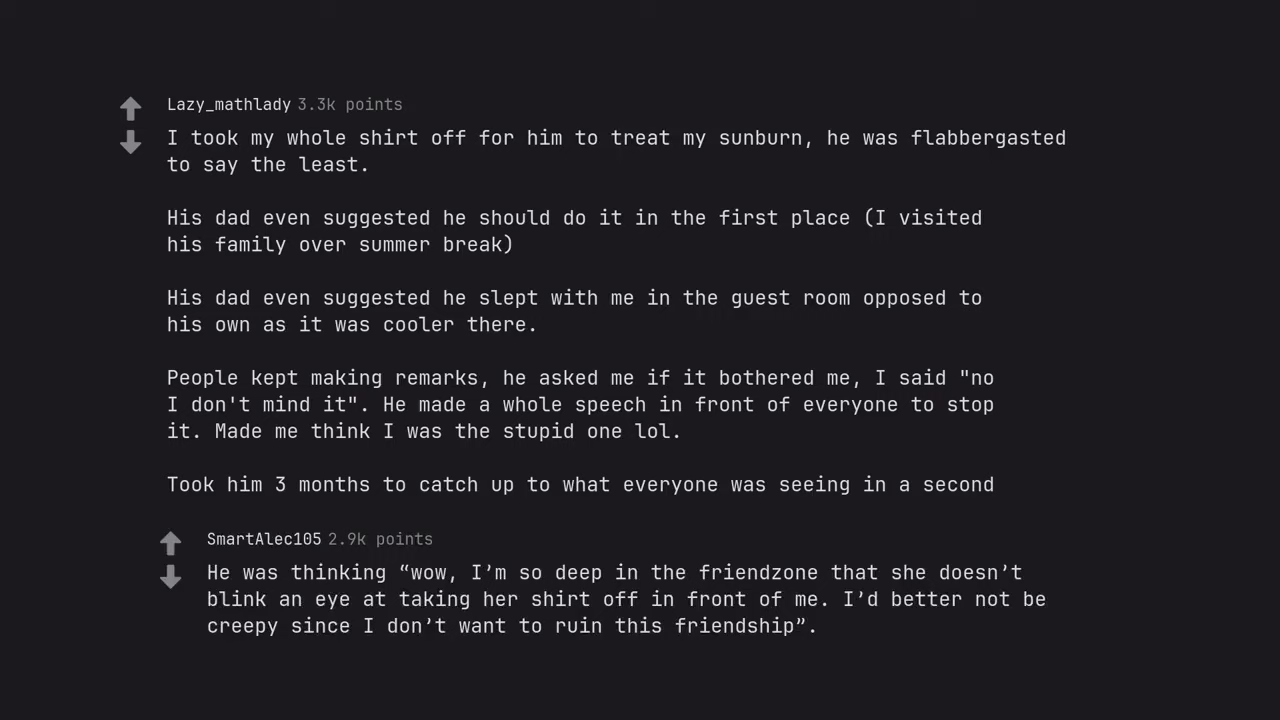 Lazy_mathlady 3.3k points
I took my whole shirt off for him to treat my sunburn, he was flabbergasted
to say the least.
His dad even suggested he should do it in the first place (I visited
his family over summer break)
His dad even suggested he slept with me in the guest room opposed to
his own as it was cooler there.
People kept making remarks, he asked me if it bothered me, I said "no
I don't mind it". He made a whole speech in front of everyone to stop
it. Made me think I was the stupid one lol.
Took him 3 months to catch up to what everyone was seeing in a second
SmartAlec105 2.9k points
He was thinking “wow, I’m so deep in the friendzone that she doesn’t
blink an eye at taking her shirt off in front of me. I’d better not be
creepy since I don’t want to ruin this friendship”.